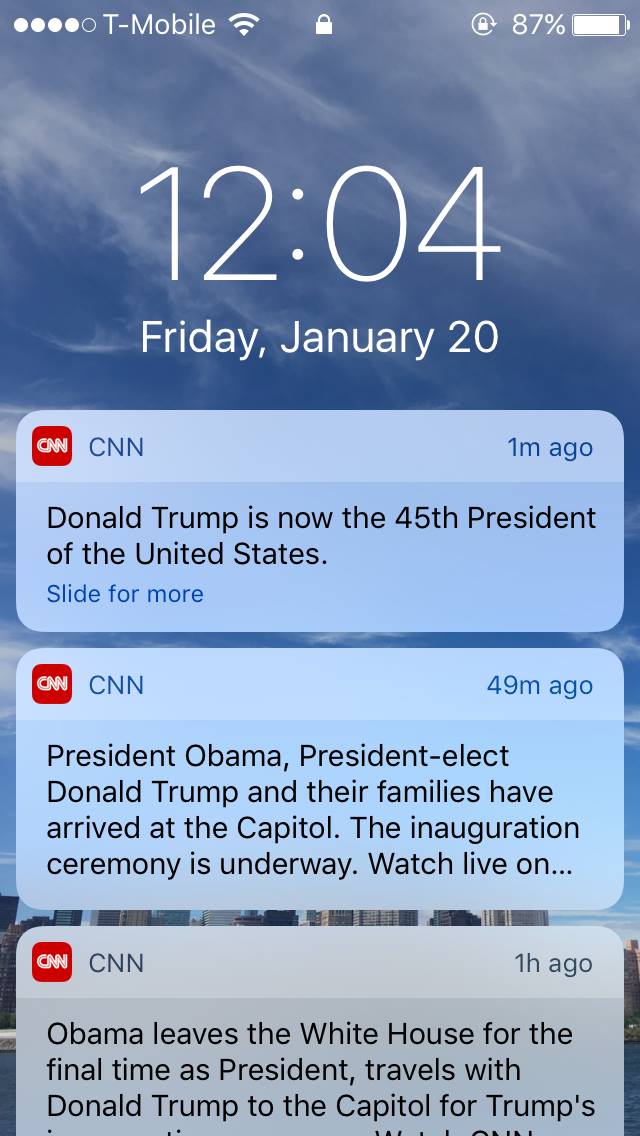 T-Mobile 87%
12:04
Friday, January 20
CNN CNN 1m ago
Donald Trump is now the 45th President
of the United States.
Slide for more
CNN CNN 49m ago
President Obama, President-elect
Donald Trump and their families have
arrived at the Capitol. The inauguration
ceremony is underway. Watch live on...
CNN CNN 1h ago
Obama leaves the White House for the
final time as President, travels with
Donald Trump to the Capitol for Trump's